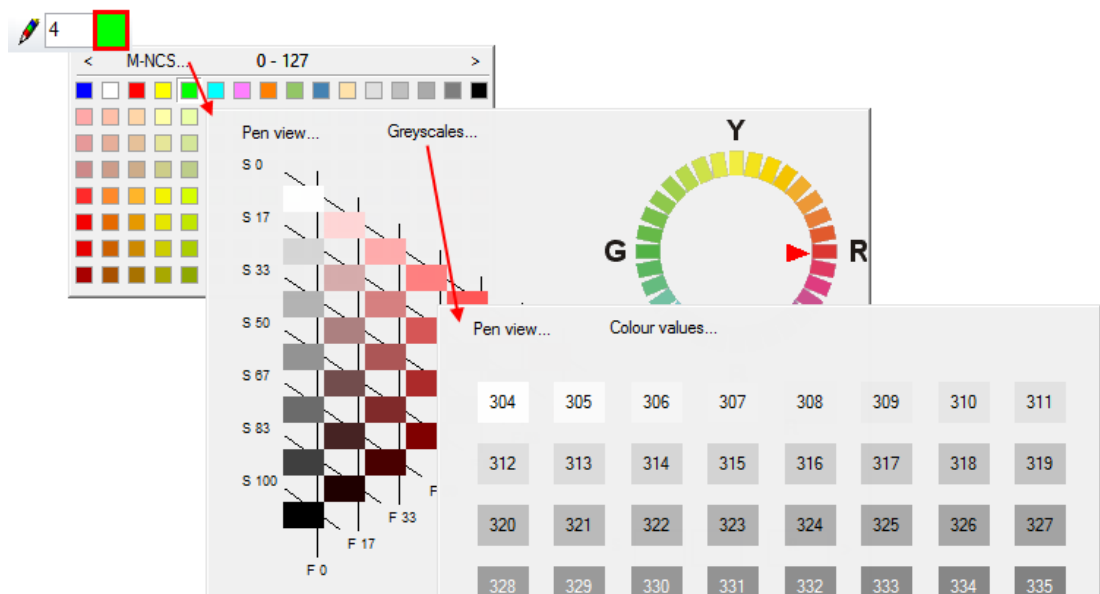 4
< M-NCS... 0 - 127 >
Pen view... Greyscales...
Y
G R
S 0
S 17
S 33
S 50
S 67
S 83
S 100
F 0
F 17
F 33
F
Pen view... Colour values...
304 305 306 307 308 309 310 311
312 313 314 315 316 317 318 319
320 321 322 323 324 325 326 327
328 329 330 331 332 333 334 335